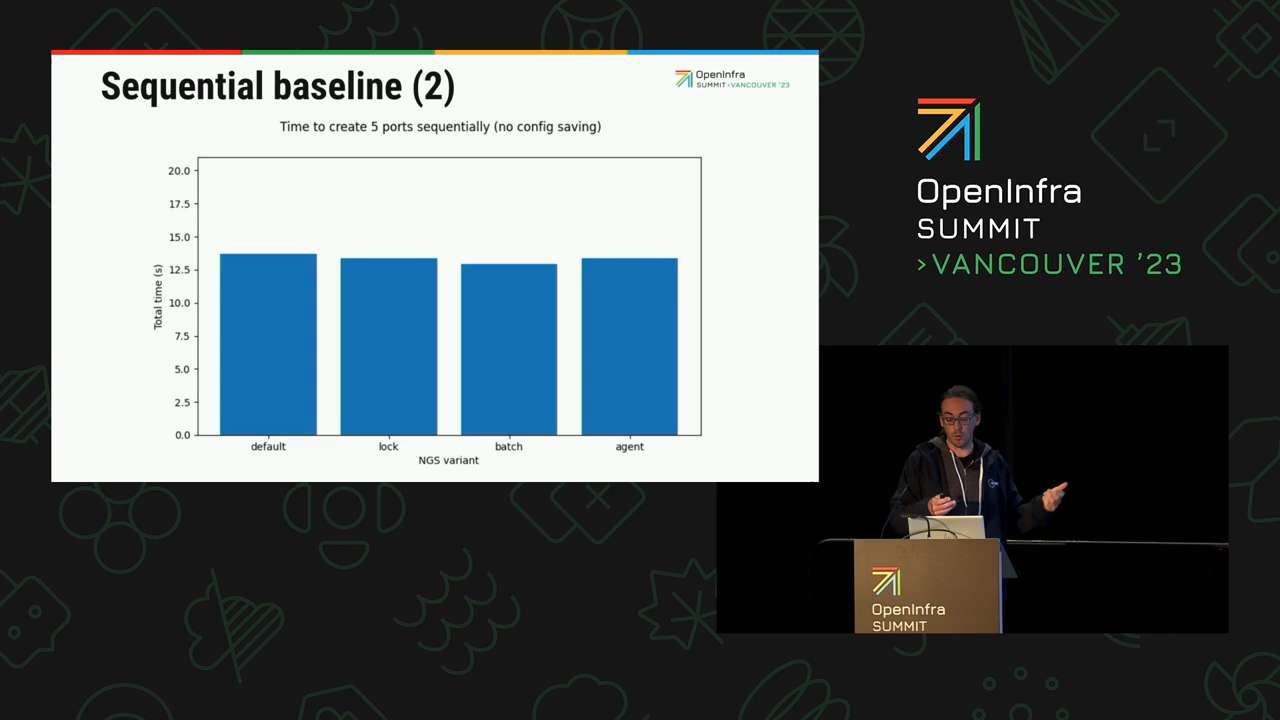 Sequential baseline (2)
OpenInfra
SUMMIT›VANCOUVER '23
Time to create 5 ports sequentially (no config saving)
20.0
17.5
15.0
12.5
10.0
7.5
5.0
2.5
0.0
Total time (s)
default
lock
batch
agent
NGS variant
OpenInfra
SUMMIT
›VANCOUVER ’23
OpenInfra
SUMMIT